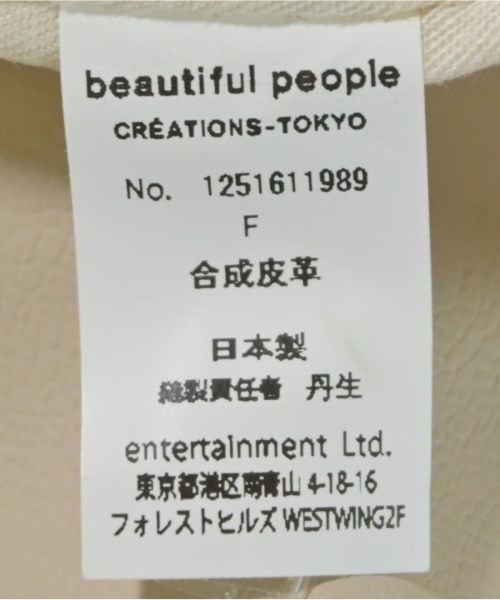 beautiful people
CRÉATIONS-TOKYO
No. 1251611989
F
合成皮革
日本製
縫製責任者 丹生
entertainment Ltd.
東京都港区南青山 4-18-16
フォレストヒルズ WESTWING2F